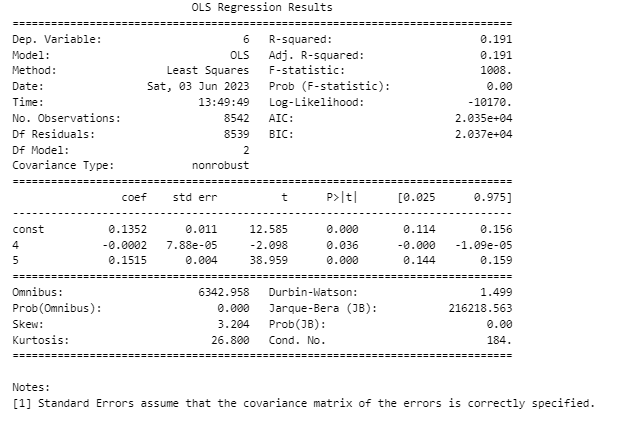 OLS Regression Results
==============================================================================
Dep. Variable: 6 R-squared: 0.191
Model: OLS Adj. R-squared: 0.191
Method: Least Squares F-statistic: 1008.
Date: Sat, 03 Jun 2023 Prob (F-statistic): 0.00
Time: 13:49:49 Log-Likelihood: -10170.
No. Observations: 8542 AIC: 2.035e+04
Df Residuals: 8539 BIC: 2.037e+04
Df Model: 2
Covariance Type: nonrobust
==============================================================================
coef std err t P>|t| [0.025 0.975]
------------------------------------------------------------------------------
const 0.1352 0.011 12.585 0.000 0.114 0.156
4 -0.0002 7.88e-05 -2.098 0.036 -0.000 -1.09e-05
5 0.1515 0.004 38.959 0.000 0.144 0.159
==============================================================================
Omnibus: 6342.958 Durbin-Watson: 1.499
Prob(Omnibus): 0.000 Jarque-Bera (JB): 216218.563
Skew: 3.204 Prob(JB): 0.00
Kurtosis: 26.800 Cond. No. 184.
==============================================================================
Notes:
[1] Standard Errors assume that the covariance matrix of the errors is correctly specified.